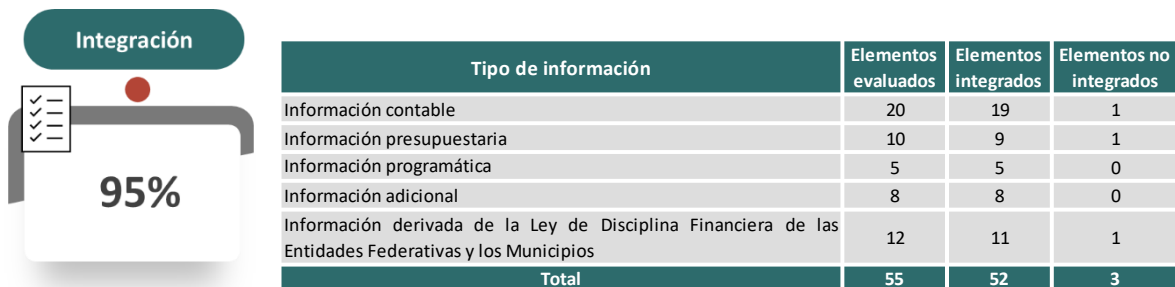 Integración
95%
Tipo de información
Elementos evaluados
Elementos integrados
Elementos no integrados
Información contable 20 19 1
Información presupuestaria 10 9 1
Información programática 5 5 0
Información adicional 8 8 0
Información derivada de la Ley de Disciplina Financiera de las
Entidades Federativas y los Municipios 12 11 1
Total 55 52 3